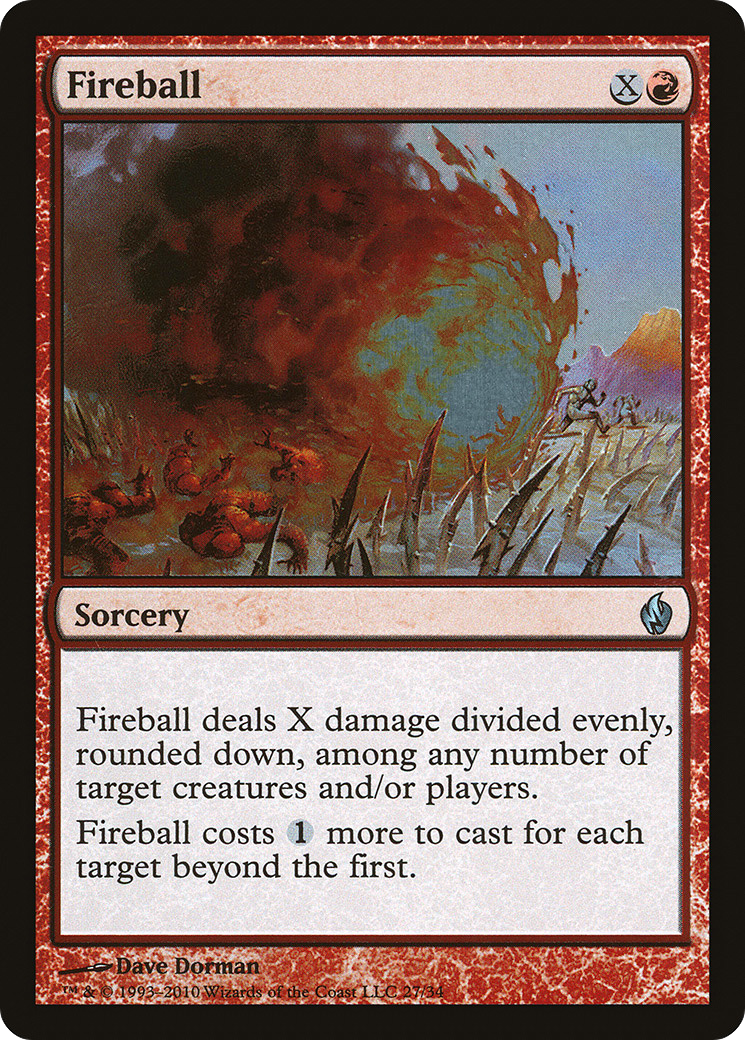 Fireball
X
Sorcery
Fireball deals X damage divided evenly,
rounded down, among any number of
target creatures and/or players.
Fireball costs 1 more to cast for each
target beyond the first.
Dave Dorman
™ & © 1993–2010 Wizards of the Coast LLC 27/34